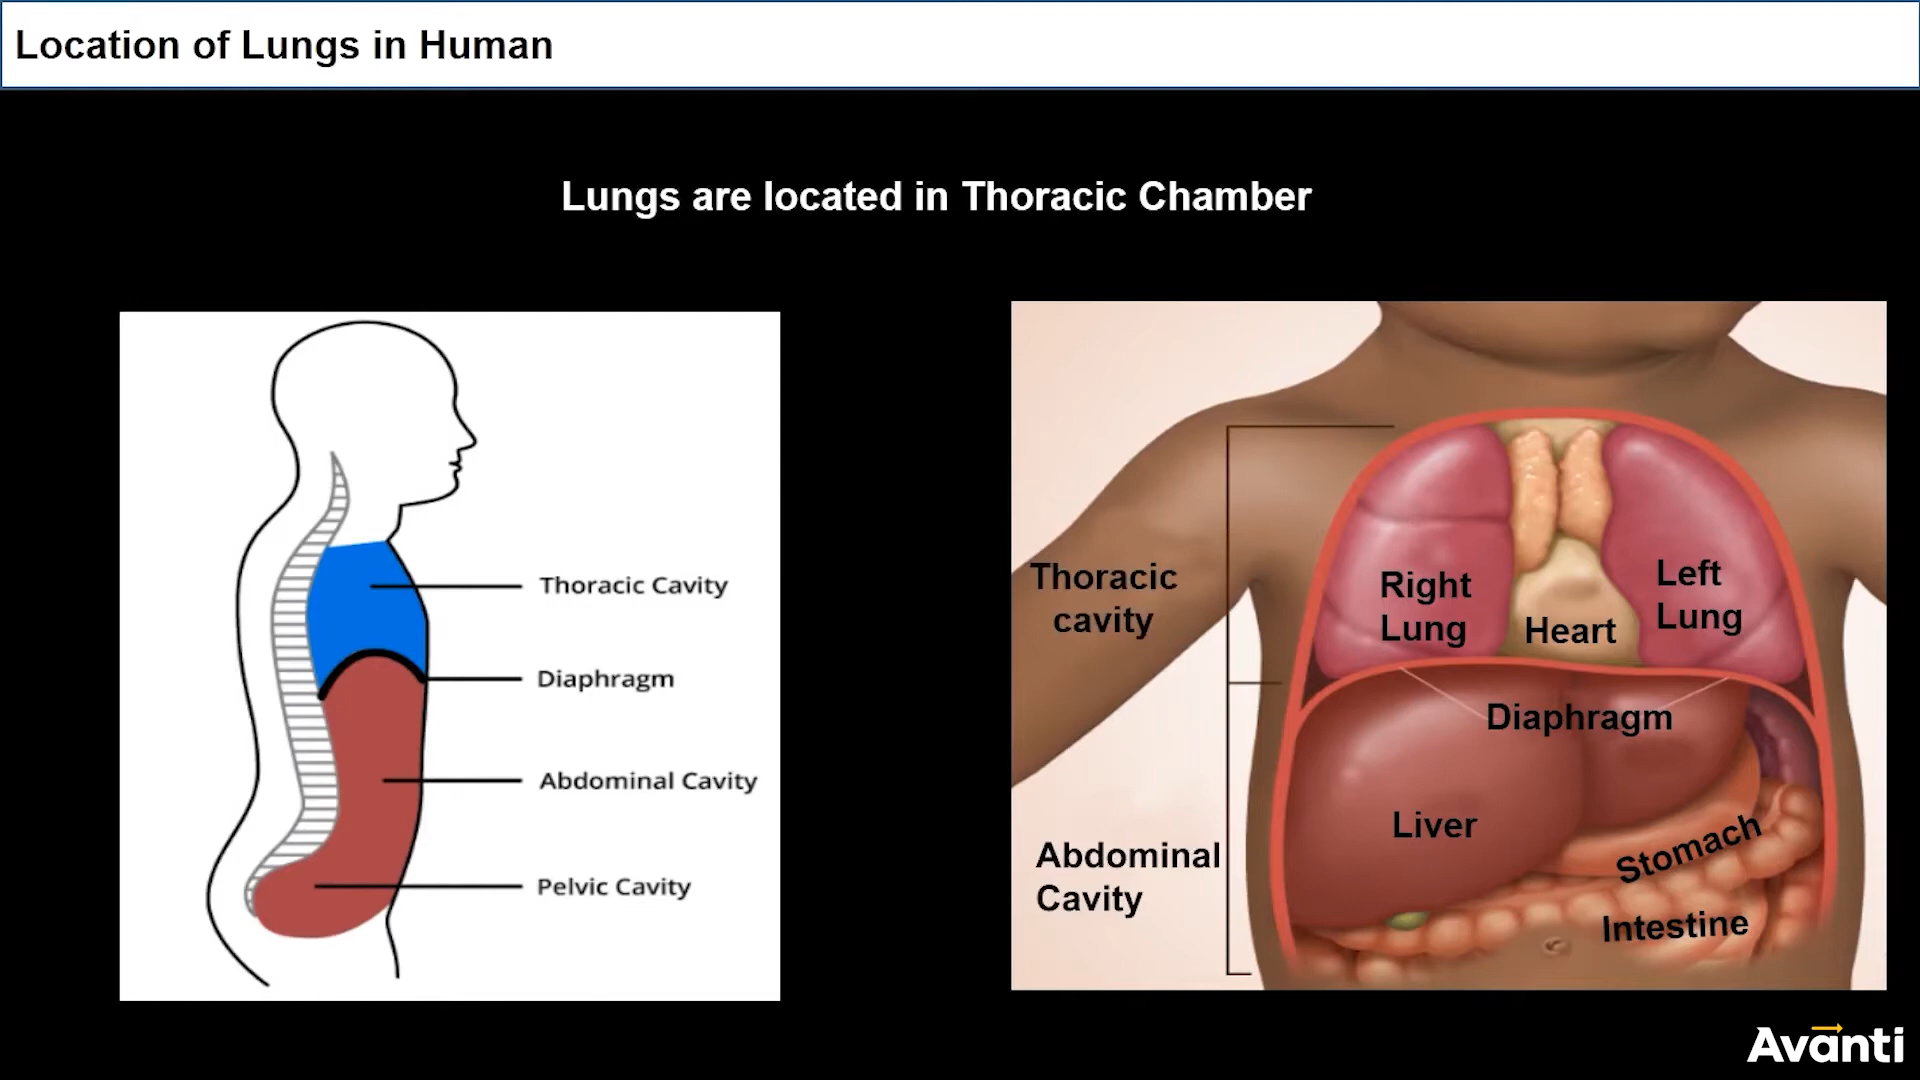 Location of Lungs in Human
Lungs are located in Thoracic Chamber
Thoracic Cavity
Diaphragm
Abdominal Cavity
Pelvic Cavity
Thoracic
cavity
Right
Lung
Heart
Left
Lung
Diaphragm
Liver
Stomach
Abdominal
Cavity
Intestine
Avanti